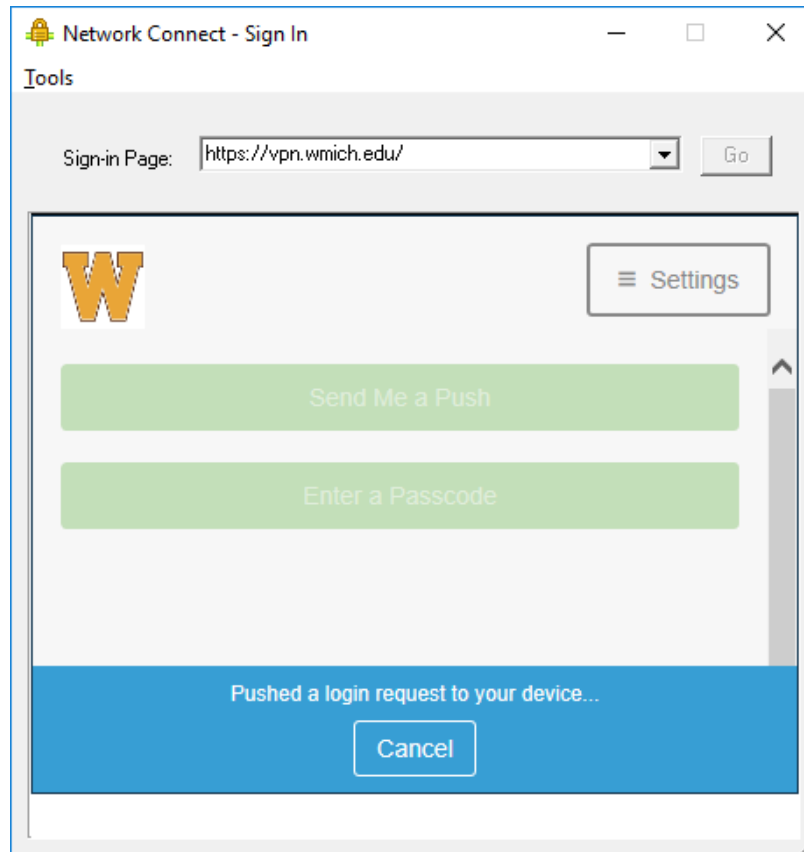 Network Connect - Sign In
Tools
Sign-in Page: https://vpn.wmich.edu/ Go
W
≡ Settings
Send Me a Push
Enter a Passcode
Pushed a login request to your device...
Cancel